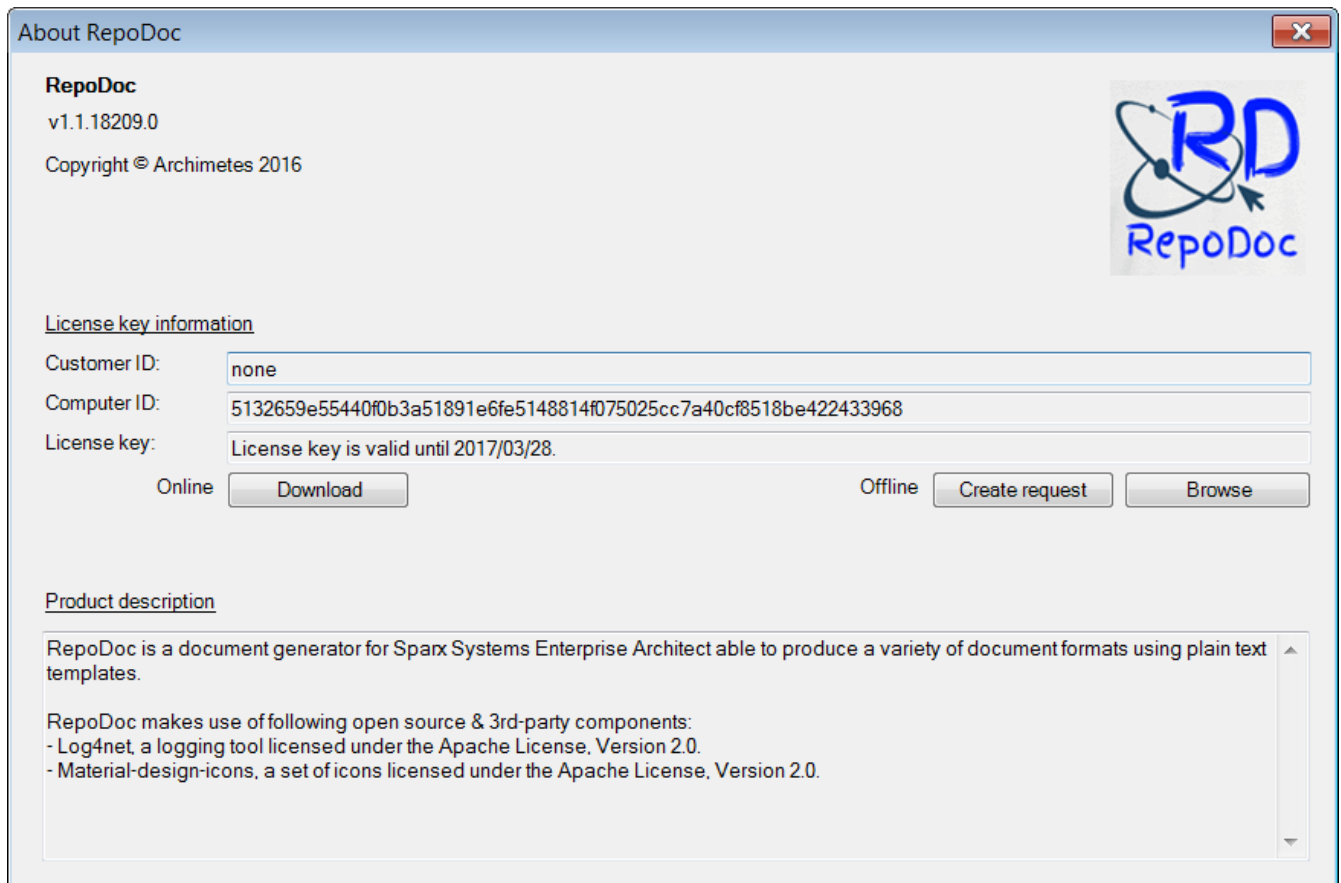 About RepoDoc
RepoDoc
v1.1.18209.0
Copyright © Archimetes 2016
RD
RepoDoc
License key information
Customer ID:
none
Computer ID:
5132659e55440f0b3a51891e6fe5148814f075025cc7a40cf8518be422433968
License key:
License key is valid until 2017/03/28.
Online Download Offline Create request Browse
Product description
RepoDoc is a document generator for Sparx Systems Enterprise Architect able to produce a variety of document formats using plain text
templates.
RepoDoc makes use of following open source & 3rd-party components:
- Log4net, a logging tool licensed under the Apache License, Version 2.0.
- Material-design-icons, a set of icons licensed under the Apache License, Version 2.0.